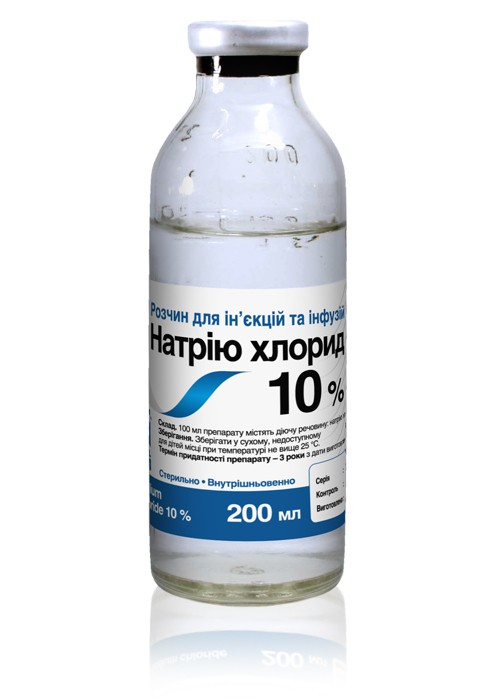 Розчин для ін’єкцій та інфузій
Натрію хлорид
10 %
Склад. 100 мл препарату містять діючу речовину: натрію
Зберігання. Зберігати у сухому, недоступному
для дітей місці при температурі не вище 25 °С.
Термін придатності препарату – 3 роки з дати
Стерильно • Внутрішньовенно
Серія
Контроль
200 мл
10 %